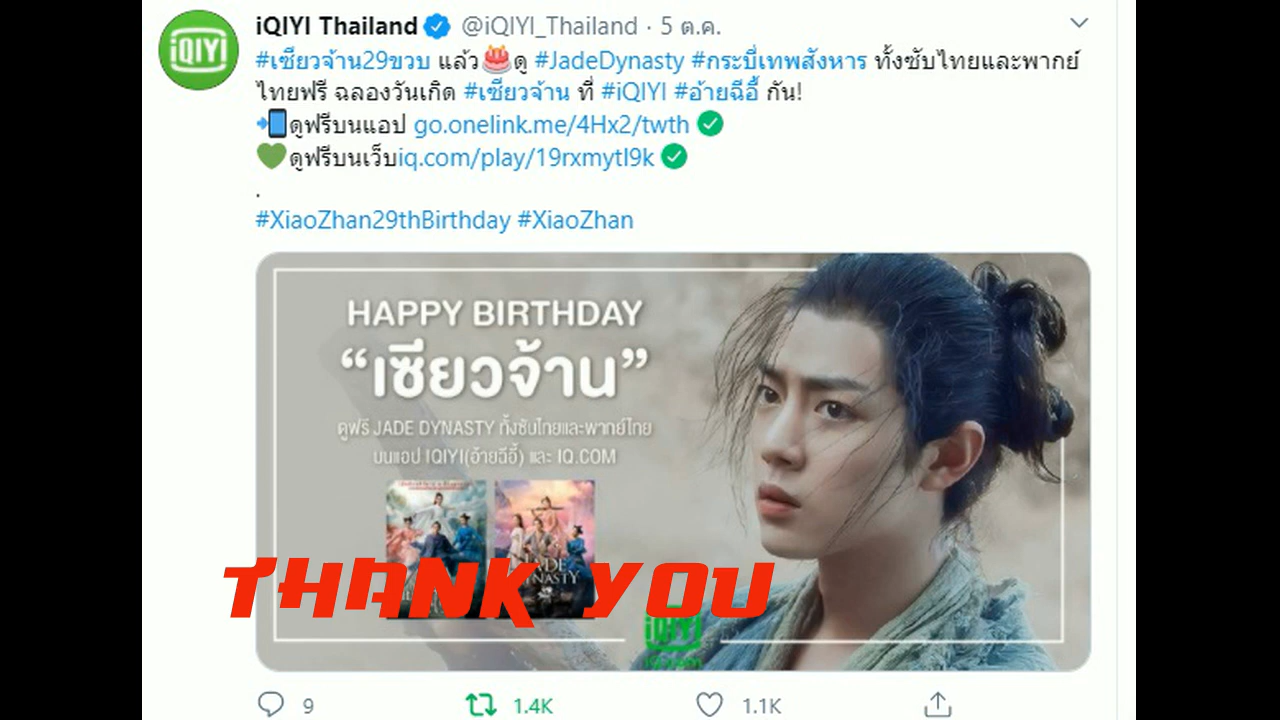 iQIYI
iQIYI Thailand @iQIYI_Thailand · 5 ต.ค.
#เซียวจ้าน29ขวบ แล้ว🎂ดู #JadeDynasty #กระบี่เทพสังหาร ทั้งซับไทยและพากย์
ไทยฟรี ฉลองวันเกิด #เซียวจ้าน ที่ #iQIYI #อ้ายฉีอี้ กัน!
📲ดูฟรีบนแอป go.onelink.me/4Hx2/twth ✅
💚ดูฟรีบนเว็บiq.com/play/19rxmytl9k ✅
.
#XiaoZhan29thBirthday #XiaoZhan
HAPPY BIRTHDAY
“เซียวจ้าน”
ดูฟรี JADE DYNASTY ทั้งซับไทยและพากย์ไทย
บนแอป IQIYI(อ้ายฉีอี้) และ IQ.COM
JADE
DYNASTY
THANK YOU
iQIYI
iQ.com
9 1.4K 1.1K